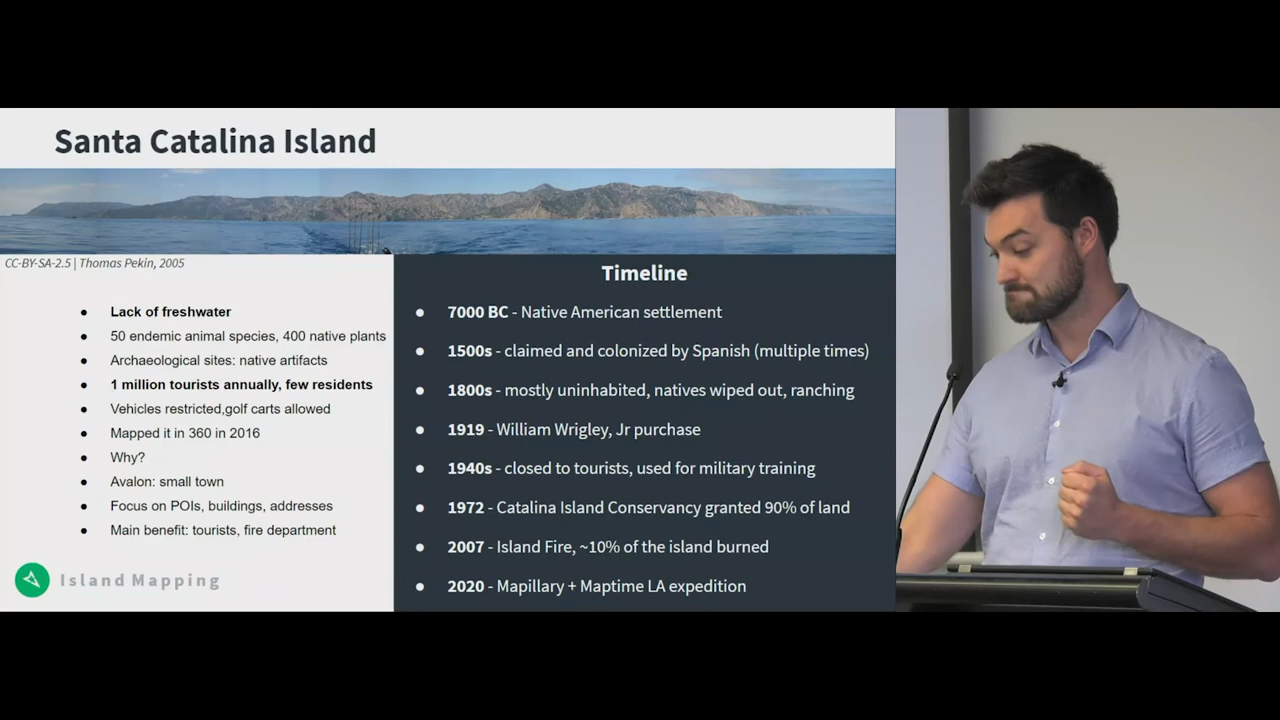 Santa Catalina Island
CC-BY-SA-2.5 | Thomas Pekin, 2005
● Lack of freshwater
● 50 endemic animal species, 400 native plants
● Archaeological sites: native artifacts
● 1 million tourists annually, few residents
● Vehicles restricted,golf carts allowed
● Mapped it in 360 in 2016
● Why?
● Avalon: small town
● Focus on POIs, buildings, addresses
● Main benefit: tourists, fire department
Island Mapping
Timeline
● 7000 BC - Native American settlement
● 1500s - claimed and colonized by Spanish (multiple times)
● 1800s - mostly uninhabited, natives wiped out, ranching
● 1919 - William Wrigley, Jr purchase
● 1940s - closed to tourists, used for military training
● 1972 - Catalina Island Conservancy granted 90% of land
● 2007 - Island Fire, ~10% of the island burned
● 2020 - Mapillary + Maptime LA expedition